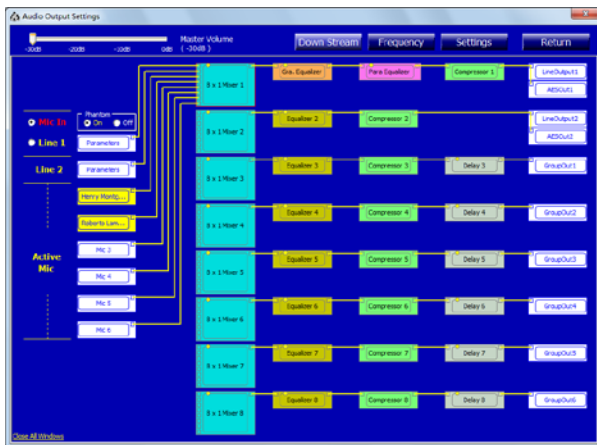 Audio Output Settings
Master Volume
( -30dB )
-30dB -20dB -10dB 0dB
Down Stream Frequency Settings Return
Mic In
Phantom
On Off
Line 1 Parameters
Line 2 Parameters
Henry Montg...
Roberto Lam...
Active
Mic
Mic 3
Mic 4
Mic 5
Mic 6
8 x 1 Mixer 1 Gra. Equalizer Para Equalizer Compressor 1 LineOutput1
AESOut1
8 x 1 Mixer 2 Equalizer 2 Compressor 2 LineOutput2
AESOut2
8 x 1 Mixer 3 Equalizer 3 Compressor 3 Delay 3 GroupOut1
8 x 1 Mixer 4 Equalizer 4 Compressor 4 Delay 4 GroupOut2
8 x 1 Mixer 5 Equalizer 5 Compressor 5 Delay 5 GroupOut3
8 x 1 Mixer 6 Equalizer 6 Compressor 6 Delay 6 GroupOut4
8 x 1 Mixer 7 Equalizer 7 Compressor 7 Delay 7 GroupOut5
8 x 1 Mixer 8 Equalizer 8 Compressor 8 Delay 8 GroupOut6
Close All Windows